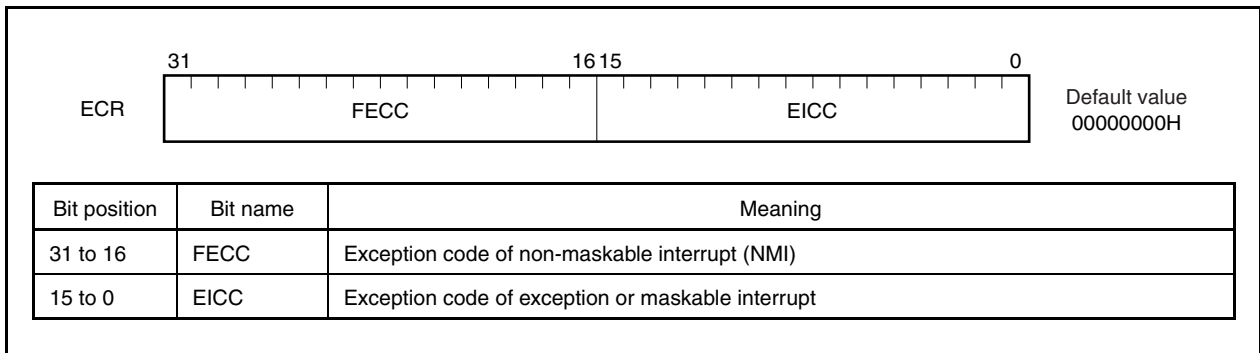 31 16 15 0
ECR FECC EICC Default value
00000000H
Bit position Bit name Meaning
31 to 16 FECC Exception code of non-maskable interrupt (NMI)
15 to 0 EICC Exception code of exception or maskable interrupt